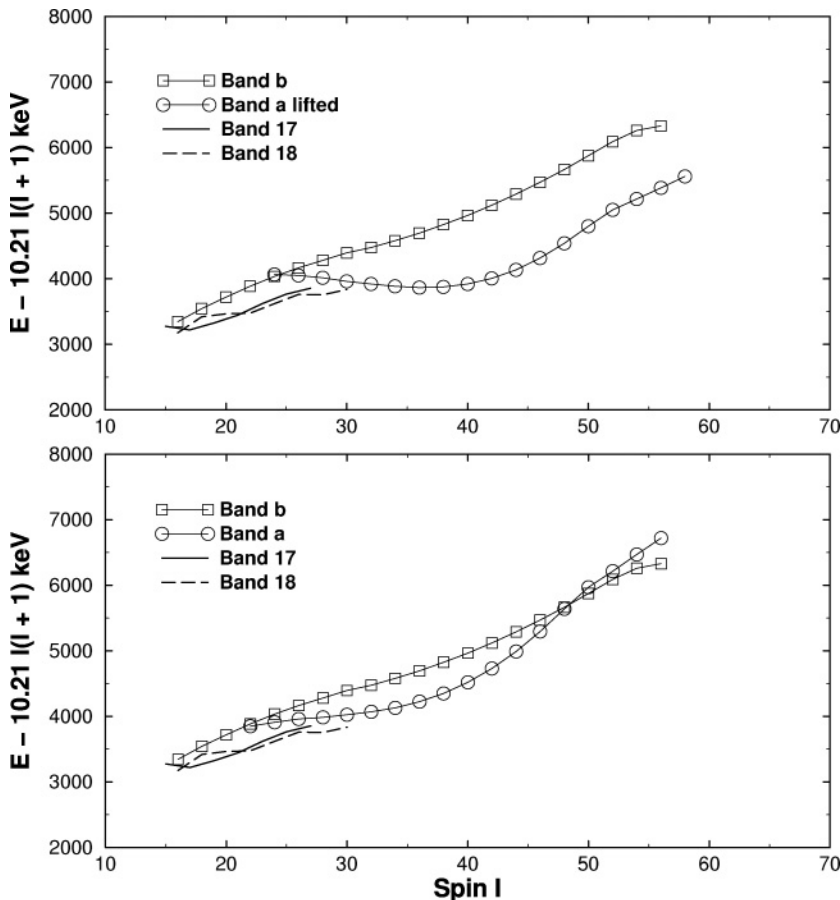 8000
7000
6000
5000
4000
3000
2000
E – 10.21 I(I + 1) keV
Band b
Band a lifted
Band 17
Band 18
10 20 30 40 50 60 70
8000
7000
6000
5000
4000
3000
2000
E – 10.21 I(I + 1) keV
Band b
Band a
Band 17
Band 18
10 20 30 40 50 60 70
Spin I